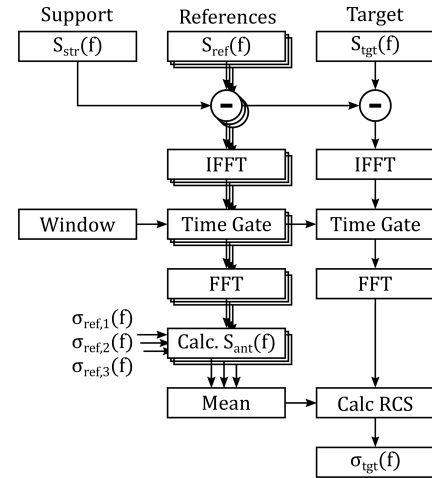 Support References Target
S_str(f) S_ref(f) S_tgt(f)
- -
IFFT IFFT
Window Time Gate Time Gate
FFT FFT
σ_ref,1(f)
σ_ref,2(f) Calc. S_ant(f)
σ_ref,3(f)
Mean Calc RCS
σ_tgt(f)